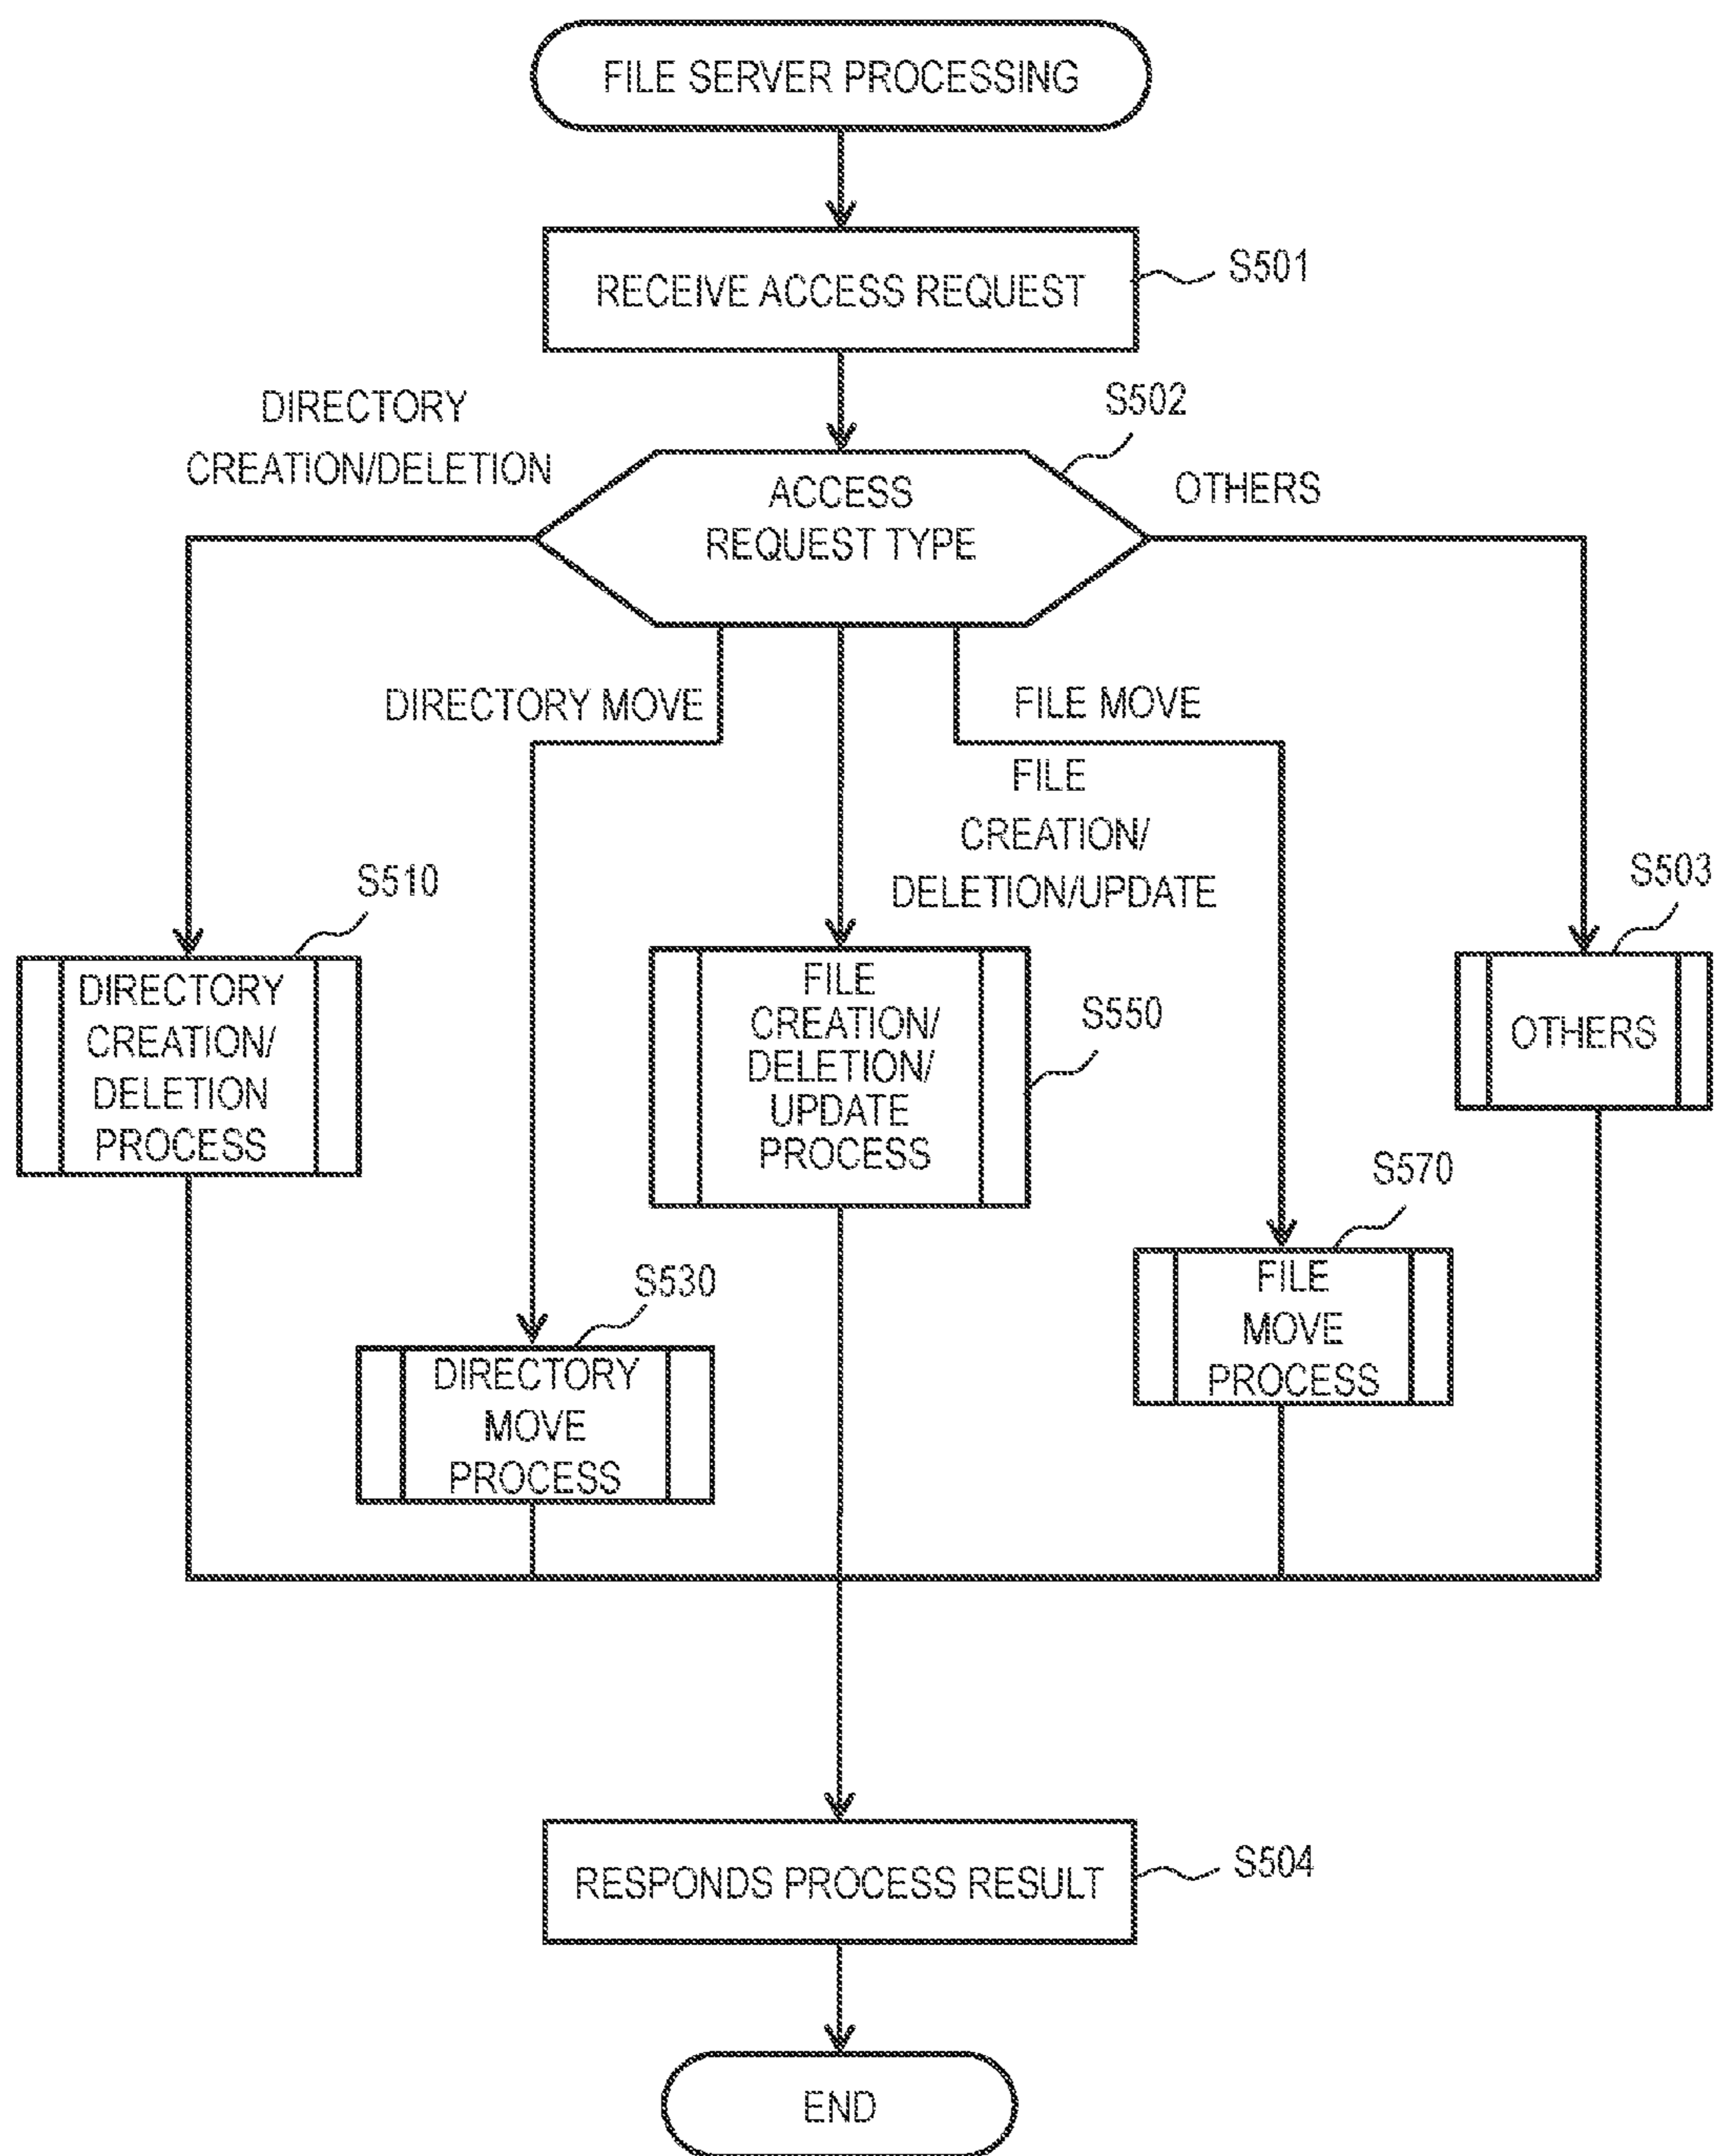 FILE SERVER PROCESSING
RECEIVE ACCESS REQUEST
S501
DIRECTORY
CREATION/DELETION
S502
ACCESS
REQUEST TYPE
OTHERS
DIRECTORY MOVE
FILE MOVE
FILE
CREATION/
DELETION/UPDATE
S510
DIRECTORY
CREATION/
DELETION
PROCESS
FILE
CREATION/
DELETION/
UPDATE
PROCESS
S550
S503
OTHERS
S570
FILE
MOVE
PROCESS
S530
DIRECTORY
MOVE
PROCESS
RESPONDS PROCESS RESULT
S504
END